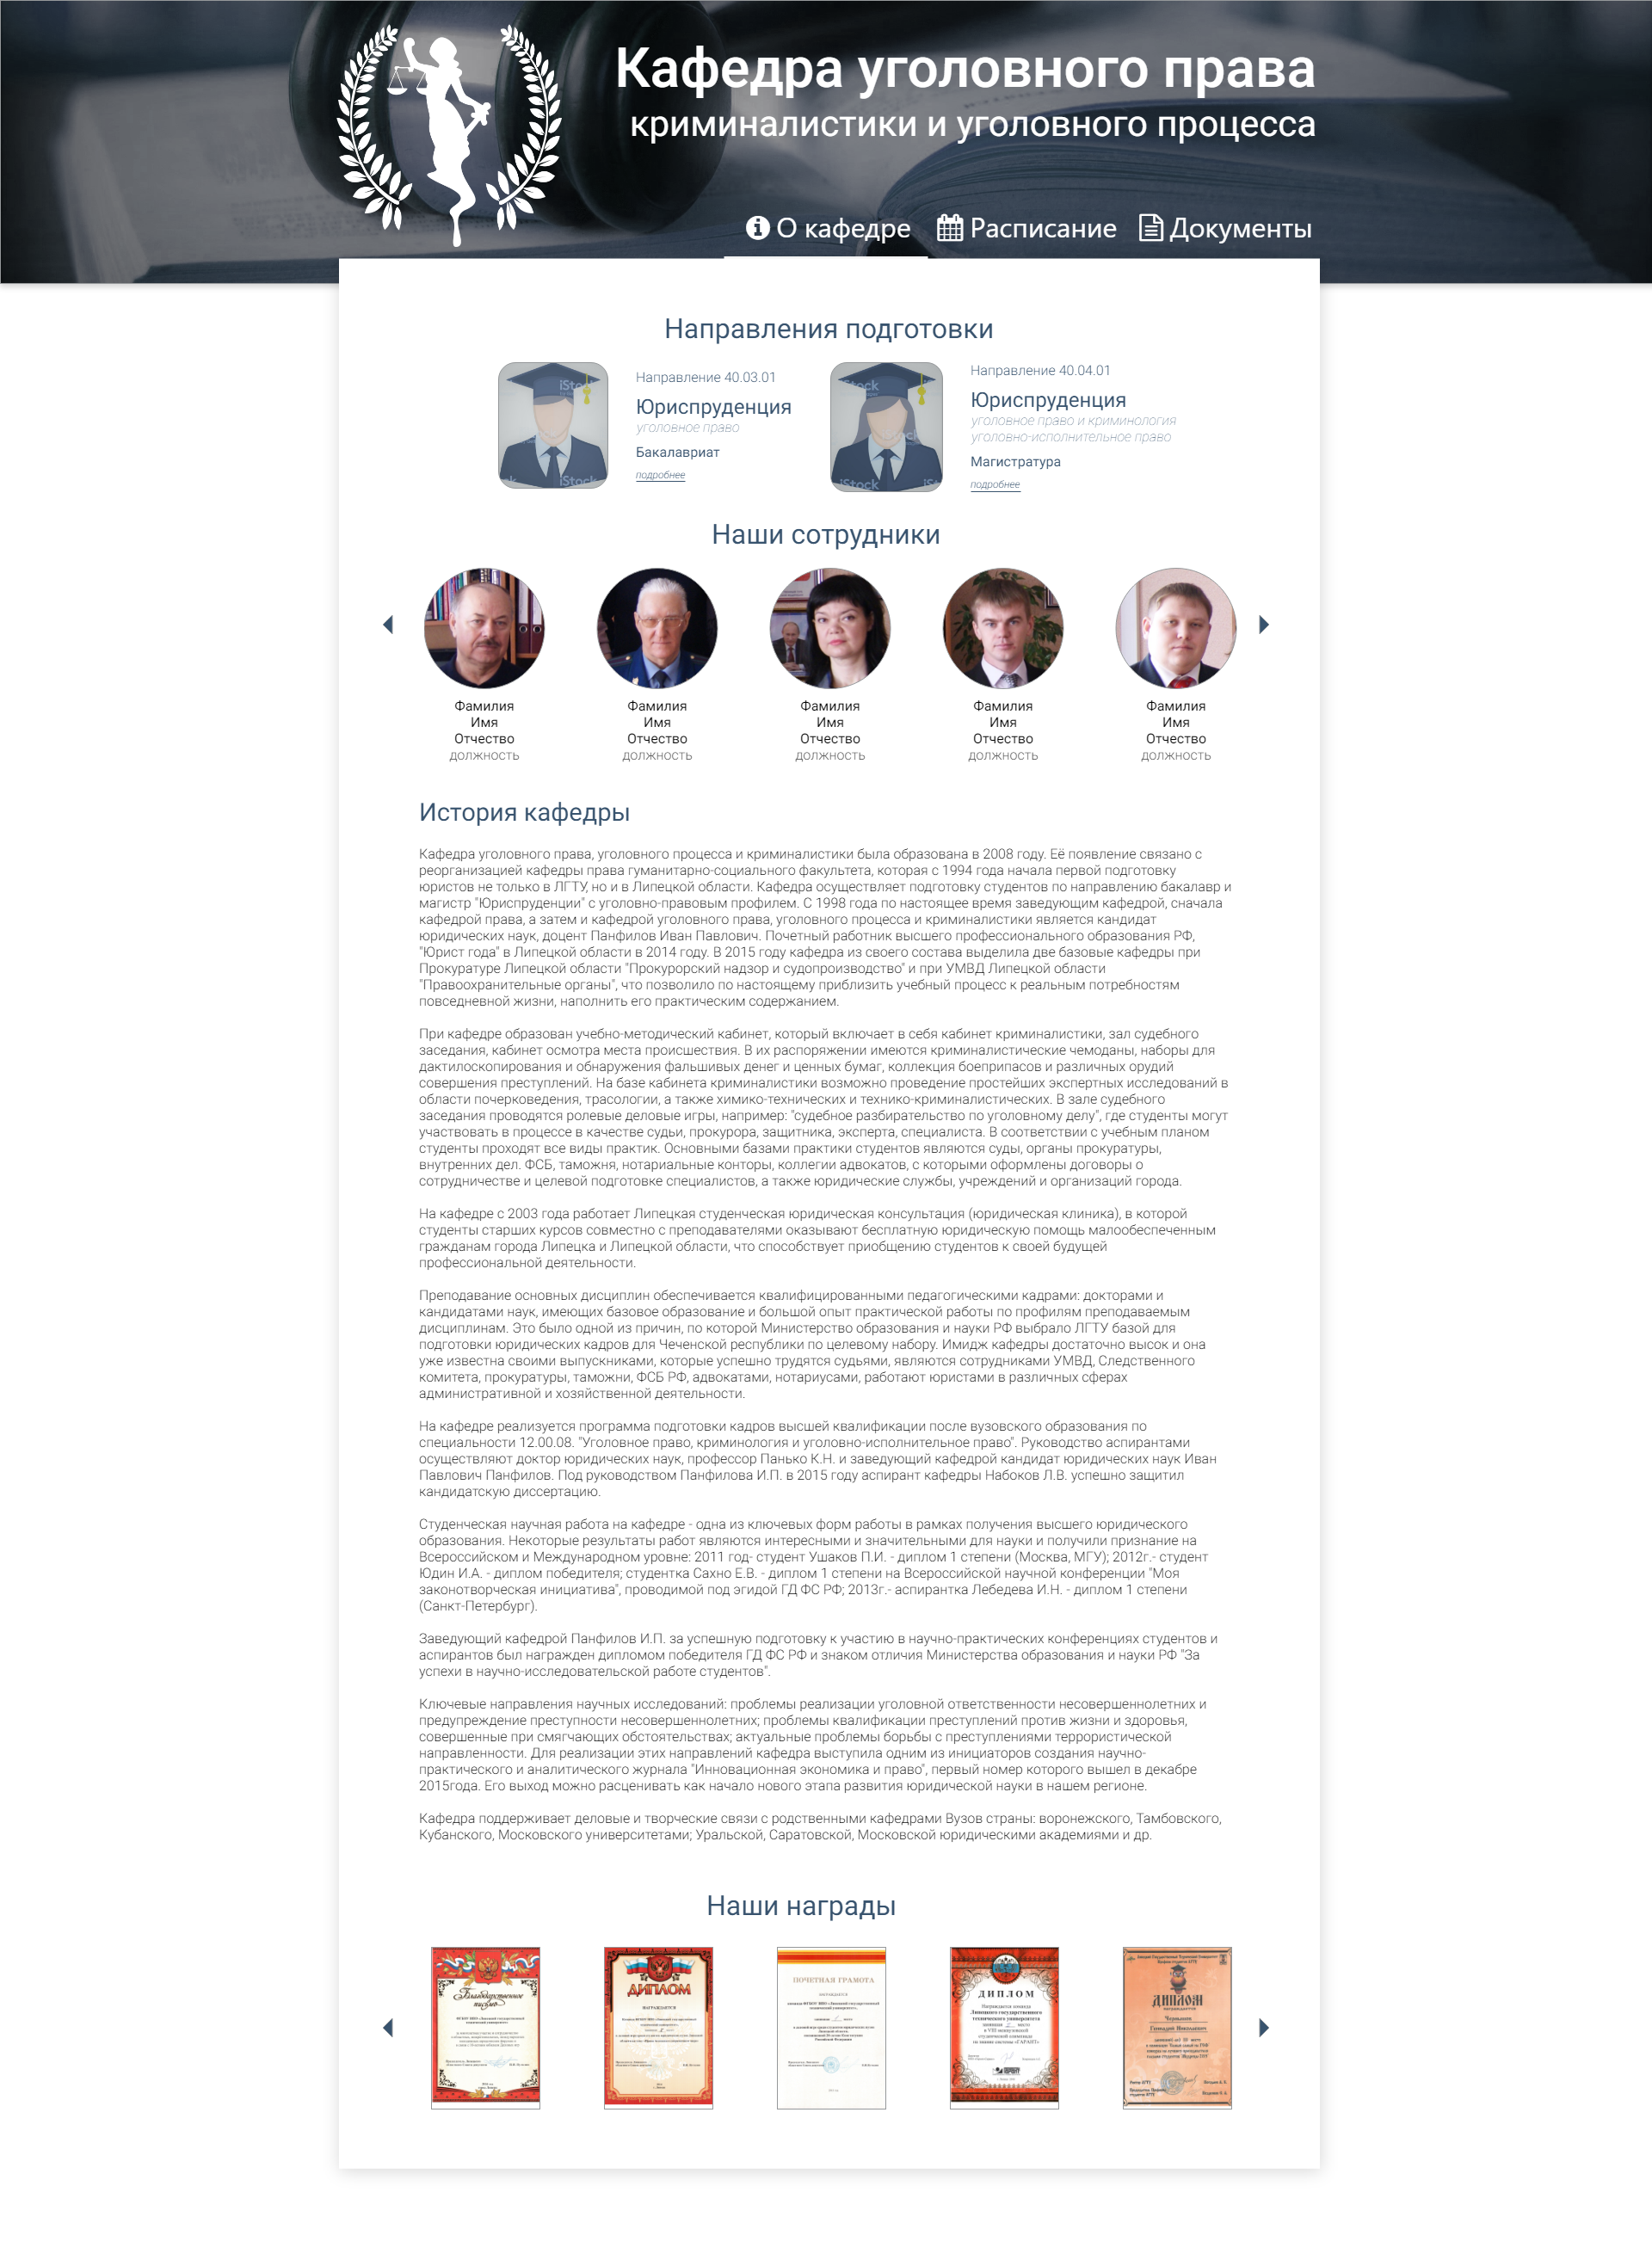 Кафедра уголовного права
криминалистики и уголовного процесса
О кафедре
Расписание
Документы
Направления подготовки
Направление 40.03.01
Юриспруденция
уголовное право
Бакалавриат
подробнее
Направление 40.04.01
Юриспруденция
уголовное право и криминология
уголовно-исполнительное право
Магистратура
подробнее
iStock
iStock
iStock
iStock
Наши сотрудники
Фамилия
Имя
Отчество
должность
Фамилия
Имя
Отчество
должность
Фамилия
Имя
Отчество
должность
Фамилия
Имя
Отчество
должность
Фамилия
Имя
Отчество
должность
История кафедры
Кафедра уголовного права, уголовного процесса и криминалистики была образована в 2008 году. Её появление связано с
реорганизацией кафедры права гуманитарно-социального факультета, которая с 1994 года начала первой подготовку
юристов не только в ЛГТУ, но и в Липецкой области. Кафедра осуществляет подготовку студентов по направлению бакалавр и
магистр "Юриспруденции" с уголовно-правовым профилем. С 1998 года по настоящее время заведующим кафедрой, сначала
кафедрой права, а затем и кафедрой уголовного права, уголовного процесса и криминалистики является кандидат
юридических наук, доцент Панфилов Иван Павлович. Почетный работник высшего профессионального образования РФ,
"Юрист года" в Липецкой области в 2014 году. В 2015 году кафедра из своего состава выделила две базовые кафедры при
Прокуратуре Липецкой области "Прокурорский надзор и судопроизводство" и при УМВД Липецкой области
"Правоохранительные органы", что позволило по настоящему приблизить учебный процесс к реальным потребностям
повседневной жизни, наполнить его практическим содержанием.
При кафедре образован учебно-методический кабинет, который включает в себя кабинет криминалистики, зал судебного
заседания, кабинет осмотра места происшествия. В их распоряжении имеются криминалистические чемоданы, наборы для
дактилоскопирования и обнаружения фальшивых денег и ценных бумаг, коллекция боеприпасов и различных орудий
совершения преступлений. На базе кабинета криминалистики возможно проведение простейших экспертных исследований в
области почерковедения, трасологии, а также химико-технических и технико-криминалистических. В зале судебного
заседания проводятся ролевые деловые игры, например: "судебное разбирательство по уголовному делу", где студенты могут
участвовать в процессе в качестве судьи, прокурора, защитника, эксперта, специалиста. В соответствии с учебным планом
студенты проходят все виды практик. Основными базами практики студентов являются суды, органы прокуратуры,
внутренних дел. ФСБ, таможня, нотариальные конторы, коллегии адвокатов, с которыми оформлены договоры о
сотрудничестве и целевой подготовке специалистов, а также юридические службы, учреждений и организаций города.
На кафедре с 2003 года работает Липецкая студенческая юридическая консультация (юридическая клиника), в которой
студенты старших курсов совместно с преподавателями оказывают бесплатную юридическую помощь малообеспеченным
гражданам города Липецка и Липецкой области, что способствует приобщению студентов к своей будущей
профессиональной деятельности.
Преподавание основных дисциплин обеспечивается квалифицированными педагогическими кадрами: докторами и
кандидатами наук, имеющих базовое образование и большой опыт практической работы по профилям преподаваемым
дисциплинам. Это было одной из причин, по которой Министерство образования и науки РФ выбрало ЛГТУ базой для
подготовки юридических кадров для Чеченской республики по целевому набору. Имидж кафедры достаточно высок и она
уже известна своими выпускниками, которые успешно трудятся судьями, являются сотрудниками УМВД, Следственного
комитета, прокуратуры, таможни, ФСБ РФ, адвокатами, нотариусами, работают юристами в различных сферах
административной и хозяйственной деятельности.
На кафедре реализуется программа подготовки кадров высшей квалификации после вузовского образования по
специальности 12.00.08. "Уголовное право, криминология и уголовно-исполнительное право". Руководство аспирантами
осуществляют доктор юридических наук, профессор Панько К.Н. и заведующий кафедрой кандидат юридических наук Иван
Павлович Панфилов. Под руководством Панфилова И.П. в 2015 году аспирант кафедры Набоков Л.В. успешно защитил
кандидатскую диссертацию.
Студенческая научная работа на кафедре - одна из ключевых форм работы в рамках получения высшего юридического
образования. Некоторые результаты работ являются интересными и значительными для науки и получили признание на
Всероссийском и Международном уровне: 2011 год- студент Ушаков П.И. - диплом 1 степени (Москва, МГУ); 2012г.- студент
Юдин И.А. - диплом победителя; студентка Сахно Е.В. - диплом 1 степени на Всероссийской научной конференции "Моя
законотворческая инициатива", проводимой под эгидой ГД ФС РФ; 2013г.- аспирантка Лебедева И.Н. - диплом 1 степени
(Санкт-Петербург).
Заведующий кафедрой Панфилов И.П. за успешную подготовку к участию в научно-практических конференциях студентов и
аспирантов был награжден дипломом победителя ГД ФС РФ и знаком отличия Министерства образования и науки РФ "За
успехи в научно-исследовательской работе студентов".
Ключевые направления научных исследований: проблемы реализации уголовной ответственности несовершеннолетних и
предупреждение преступности несовершеннолетних; проблемы квалификации преступлений против жизни и здоровья,
совершенные при смягчающих обстоятельствах; актуальные проблемы борьбы с преступлениями террористической
направленности. Для реализации этих направлений кафедра выступила одним из инициаторов создания научно-
практического и аналитического журнала "Инновационная экономика и право", первый номер которого вышел в декабре
2015года. Его выход можно расценивать как начало нового этапа развития юридической науки в нашем регионе.
Кафедра поддерживает деловые и творческие связи с родственными кафедрами Вузов страны: воронежского, Тамбовского,
Кубанского, Московского университетами; Уральской, Саратовской, Московской юридическими академиями и др.
Наши награды
Благодарственное
письмо
ДИПЛОМ
НАГРАЖДАЕТСЯ
ПОЧЕТНАЯ ГРАМОТА
НАГРАЖДАЕТСЯ
ДИПЛОМ
Награждается команда
Липецкого государственного
технического университета
ДИПЛОМ